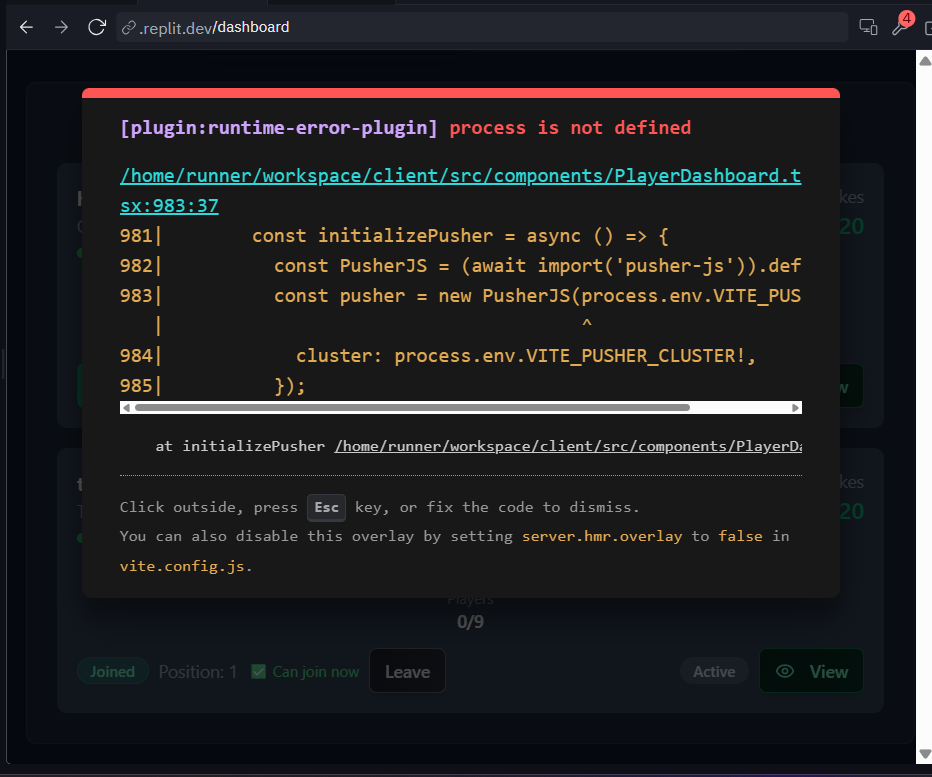 .replit.dev/dashboard
4
[plugin:runtime-error-plugin] process is not defined
/home/runner/workspace/client/src/components/PlayerDashboard.t
sx:983:37
981|        const initializePusher = async () => {
982|          const PusherJS = (await import('pusher-js')).def
983|          const pusher = new PusherJS(process.env.VITE_PUS
   |                                      ^
984|            cluster: process.env.VITE_PUSHER_CLUSTER!,
985|          });
at initializePusher /home/runner/workspace/client/src/components/PlayerDa
Click outside, press Esc key, or fix the code to dismiss.
You can also disable this overlay by setting server.hmr.overlay to false in
vite.config.js.
kes
20
w
kes
20
Players
0/9
Joined Position: 1 ✅ Can join now Leave Active View